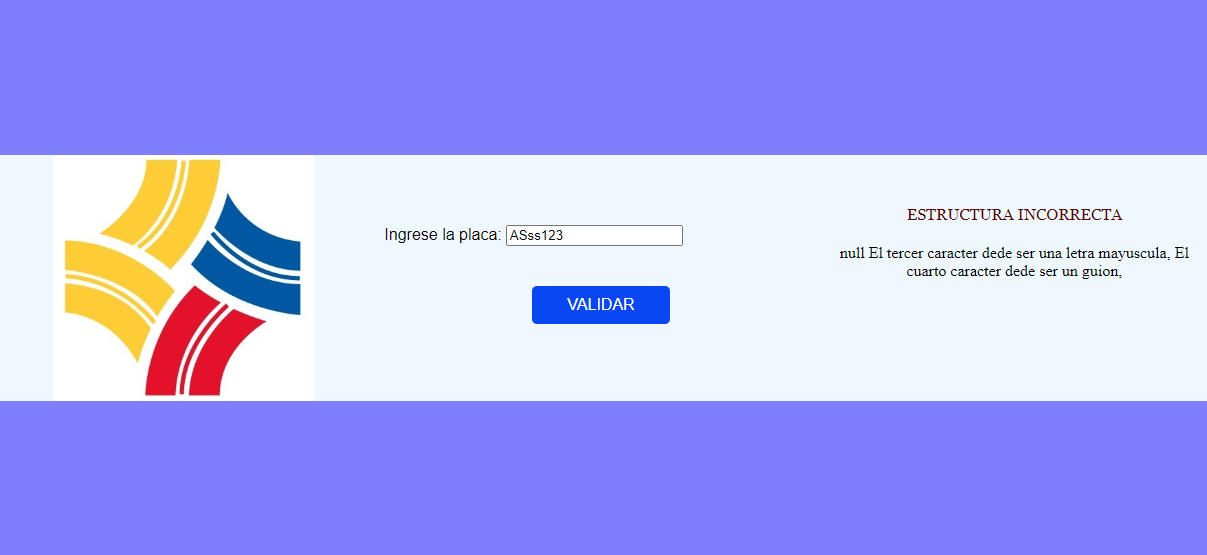 Ingrese la placa: ASss123
VALIDAR
ESTRUCTURA INCORRECTA
null El tercer caracter dede ser una letra mayuscula, El
cuarto caracter dede ser un guion,